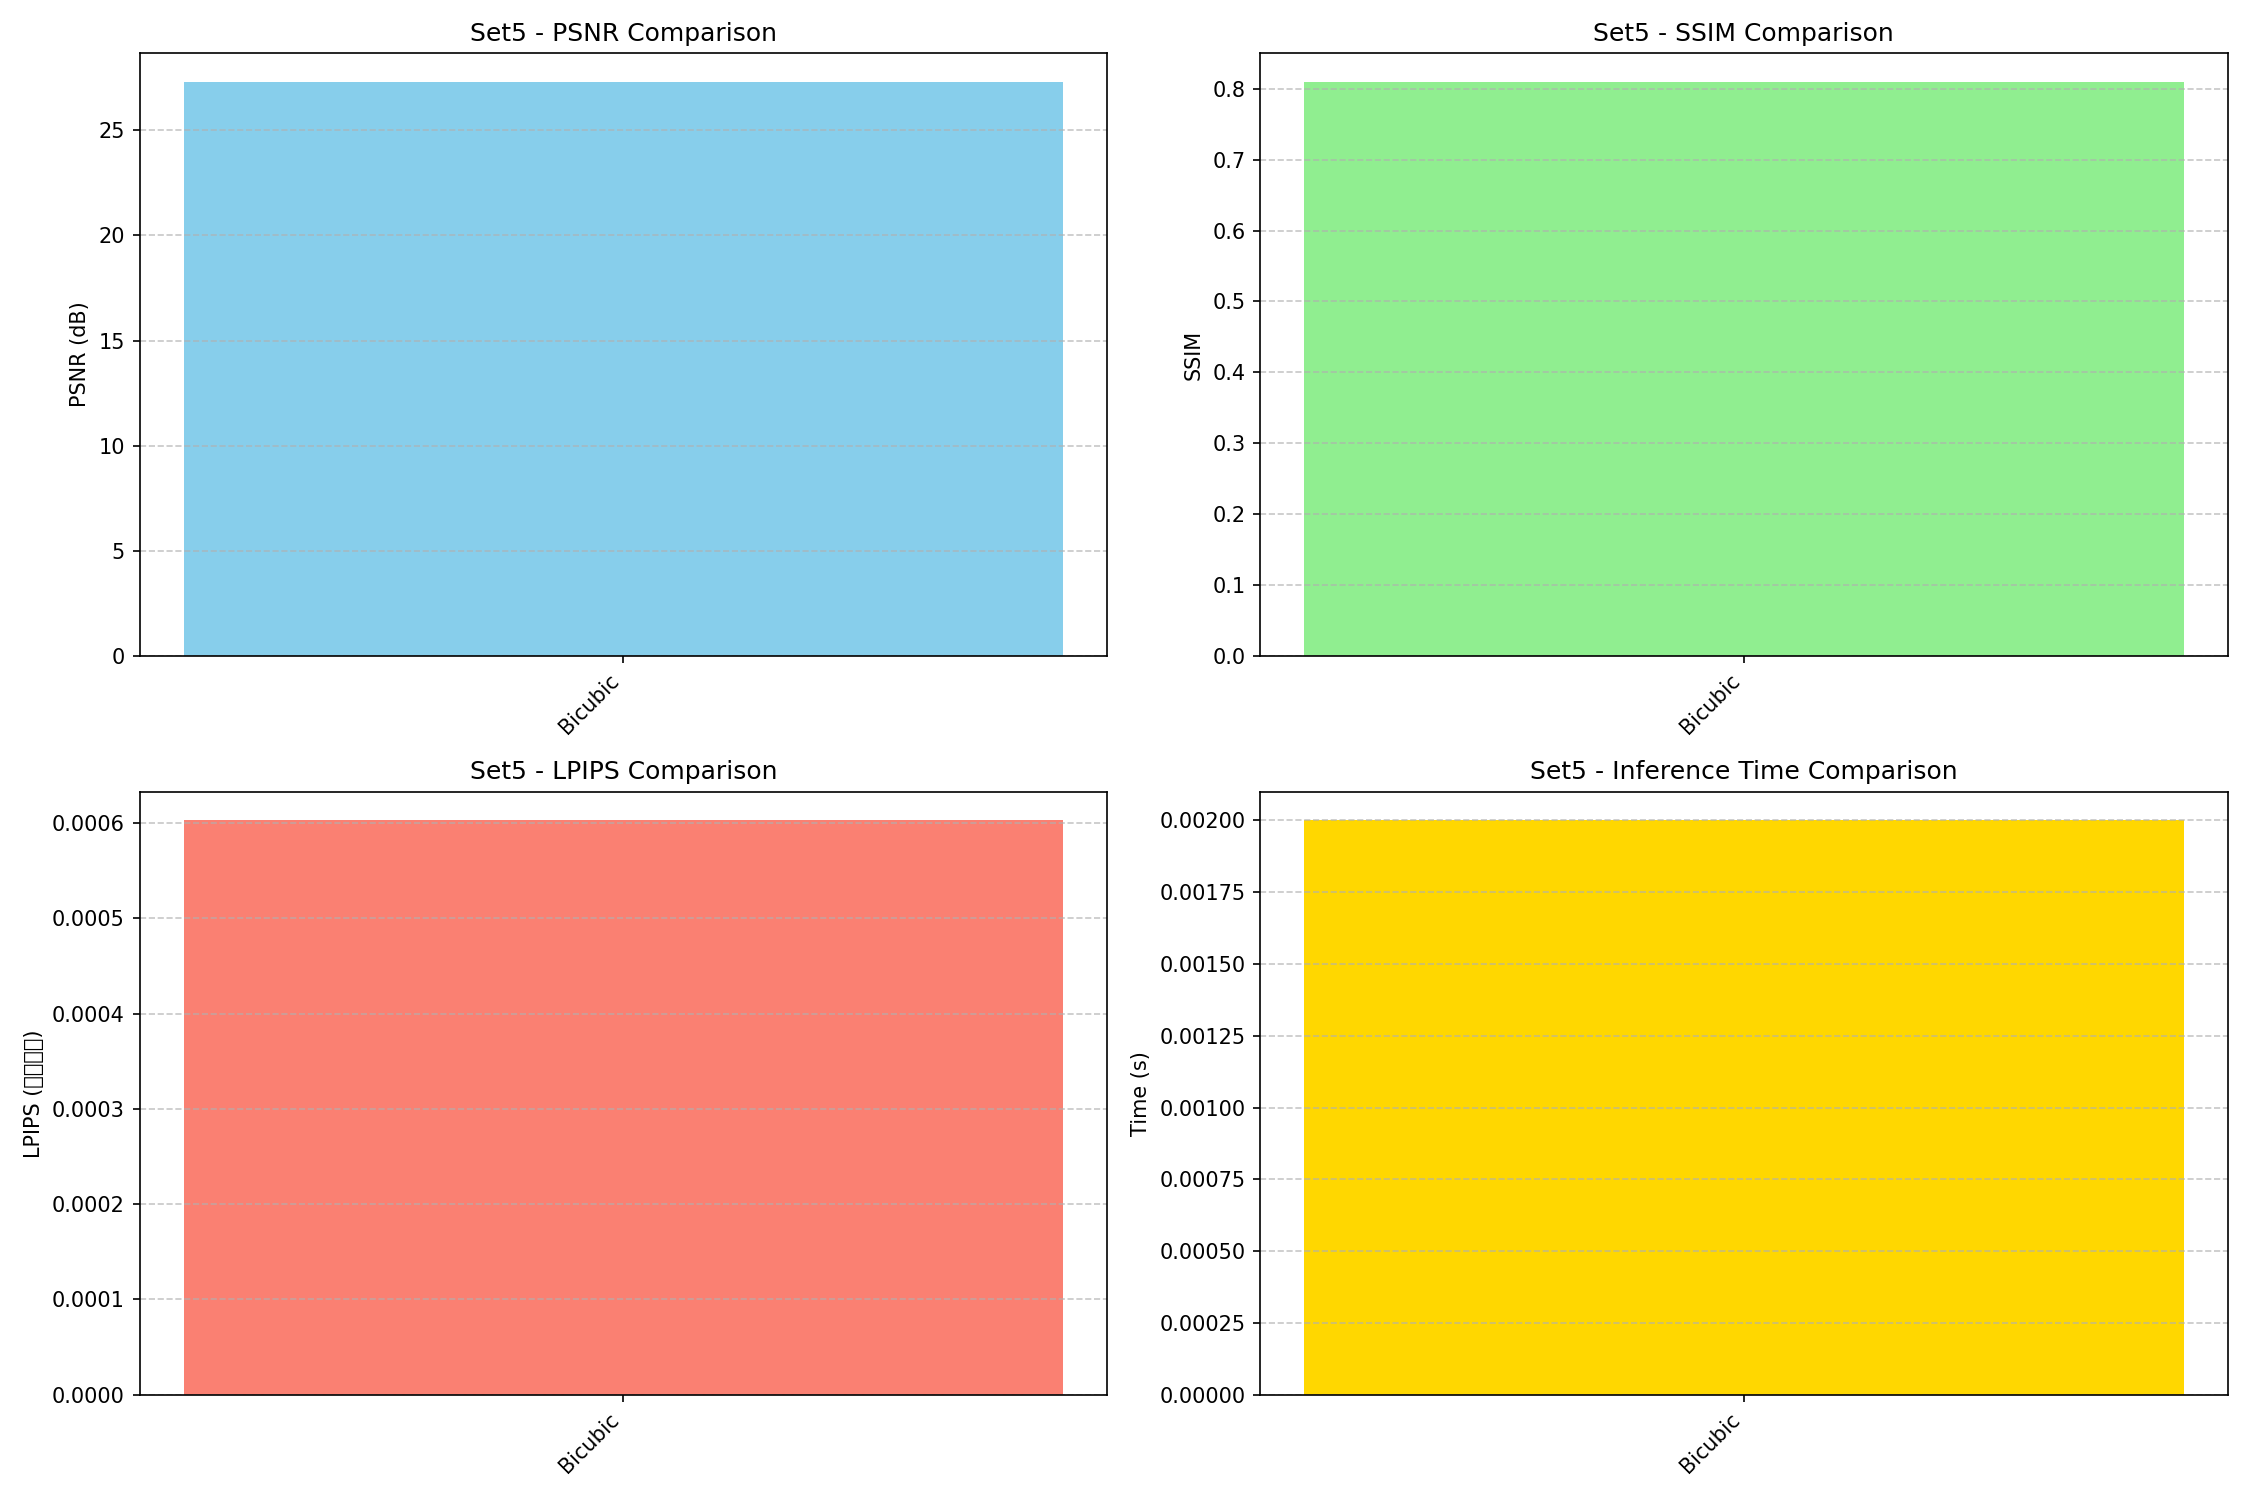 Set5 - PSNR Comparison
PSNR (dB)
25
20
15
10
5
0
Bicubic
Set5 - SSIM Comparison
SSIM
0.8
0.7
0.6
0.5
0.4
0.3
0.2
0.1
0.0
Bicubic
Set5 - LPIPS Comparison
LPIPS (□□□□)
0.0006
0.0005
0.0004
0.0003
0.0002
0.0001
0.0000
Bicubic
Set5 - Inference Time Comparison
Time (s)
0.00200
0.00175
0.00150
0.00125
0.00100
0.00075
0.00050
0.00025
0.00000
Bicubic